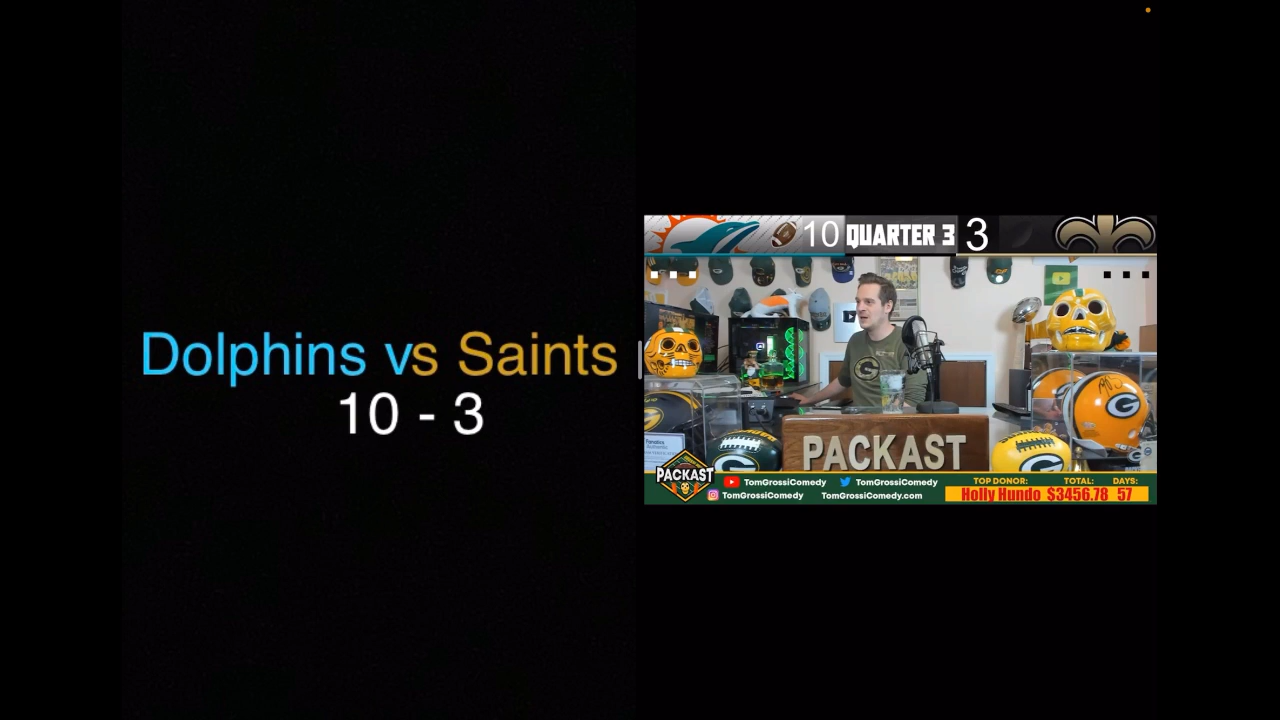 Dolphins vs Saints
10 - 3
10 QUARTER 3 3
PACKAST
PACKAST
TomGrossiComedy TomGrossiComedy
TomGrossiComedy TomGrossiComedy.com
TOP DONOR: TOTAL: DAYS:
Holly Hundo $3456.78 57